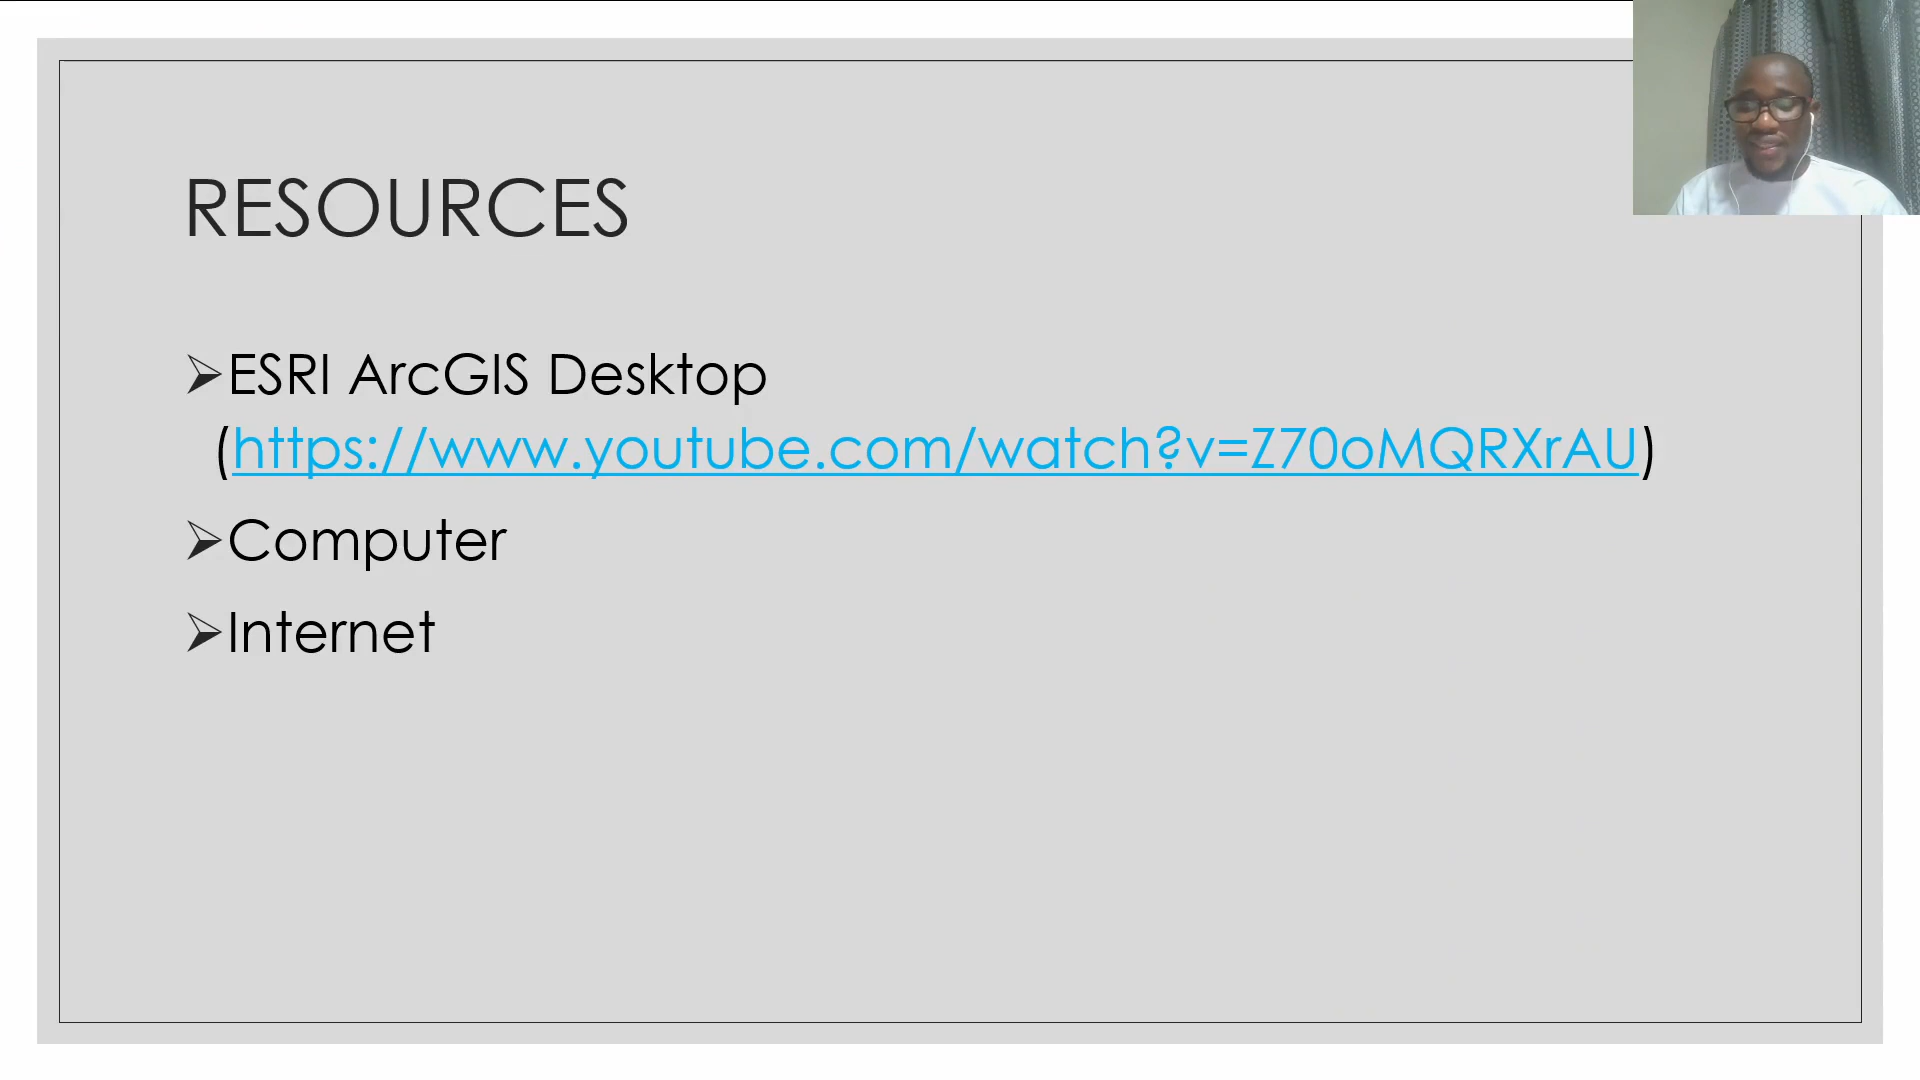 RESOURCES
➢ESRI ArcGIS Desktop
(https://www.youtube.com/watch?v=Z70oMQRXrAU)
➢Computer
➢Internet